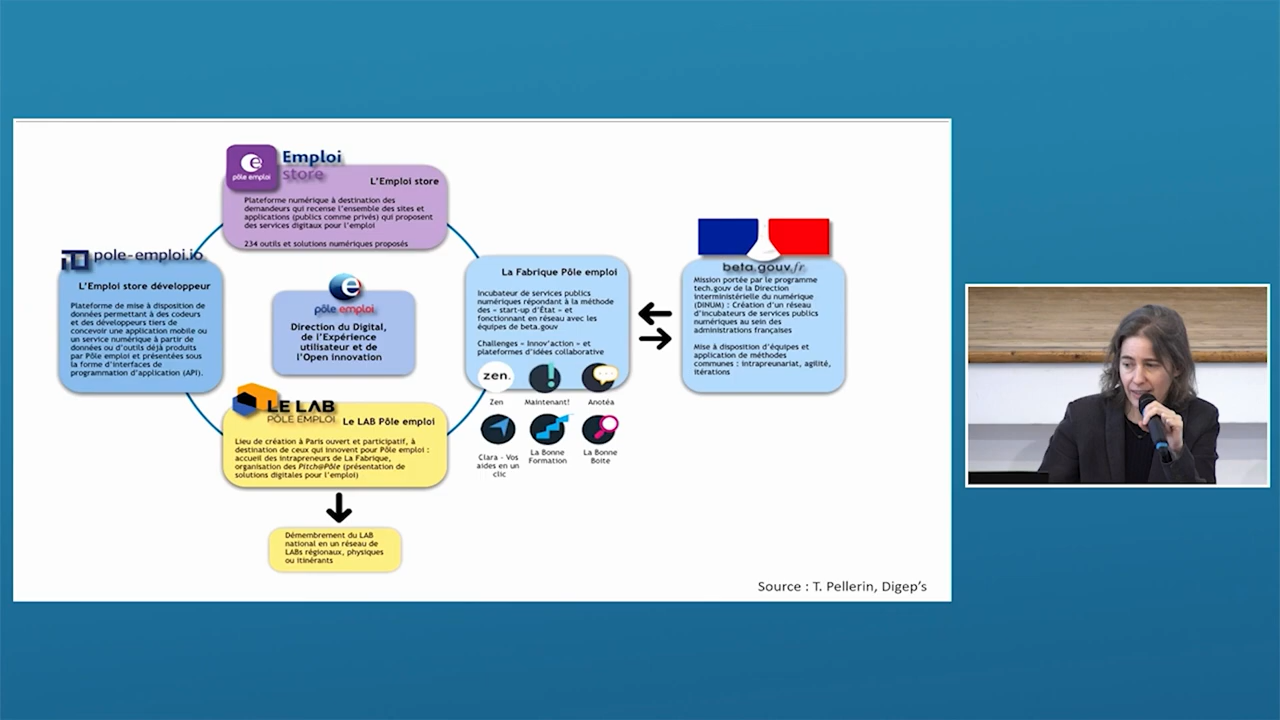 pôle emploi
Emploi
store
L'Emploi store
Plateforme numérique à destination des
demandeurs qui recense l'ensemble des sites et
applications (publics comme privés) qui proposent
des services digitaux pour l'emploi
234 outils et solutions numériques proposés
pole-emploi.io
L'Emploi store développeur
Plateforme de mise à disposition de
données permettant à des codeurs
et des développeurs tiers de
concevoir une application mobile ou
un service numérique à partir de
données ou d'outils déjà produits
par Pôle emploi et présentées sous
la forme d'interfaces de
programmation d'application (API).
pôle emploi
Direction du Digital,
de l'Expérience
utilisateur et de
l'Open innovation
La Fabrique Pôle emploi
Incubateur de services publics
numériques répondant à la méthode
des « start-up d'État » et
fonctionnant en réseau avec les
équipes de beta.gouv
Challenges « Innov'action » et
plateformes d'idées collaborative
zen.
Zen
Maintenant!
Anotéa
Clara - Vos
aides en un
clic
La Bonne
Formation
La Bonne
Boite
beta.gouv.fr
Mission portée par le programme
tech.gouv de la Direction
interministérielle du numérique
(DINUM) : Création d'un réseau
d'incubateurs de services publics
numériques au sein des
administrations françaises
Mise à disposition d'équipes et
application de méthodes
communes : intrapreunariat, agilité,
itérations
LE LAB
PÔLE EMPLOI
Le LAB Pôle emploi
Lieu de création à Paris ouvert et participatif, à
destination de ceux qui innovent pour Pôle emploi :
accueil des intrapreneurs de La Fabrique,
organisation des Pitch@Pôle (présentation de
solutions digitales pour l'emploi)
Démembrement du LAB
national en un réseau de
LABs régionaux, physiques
ou itinérants
Source : T. Pellerin, Digep's